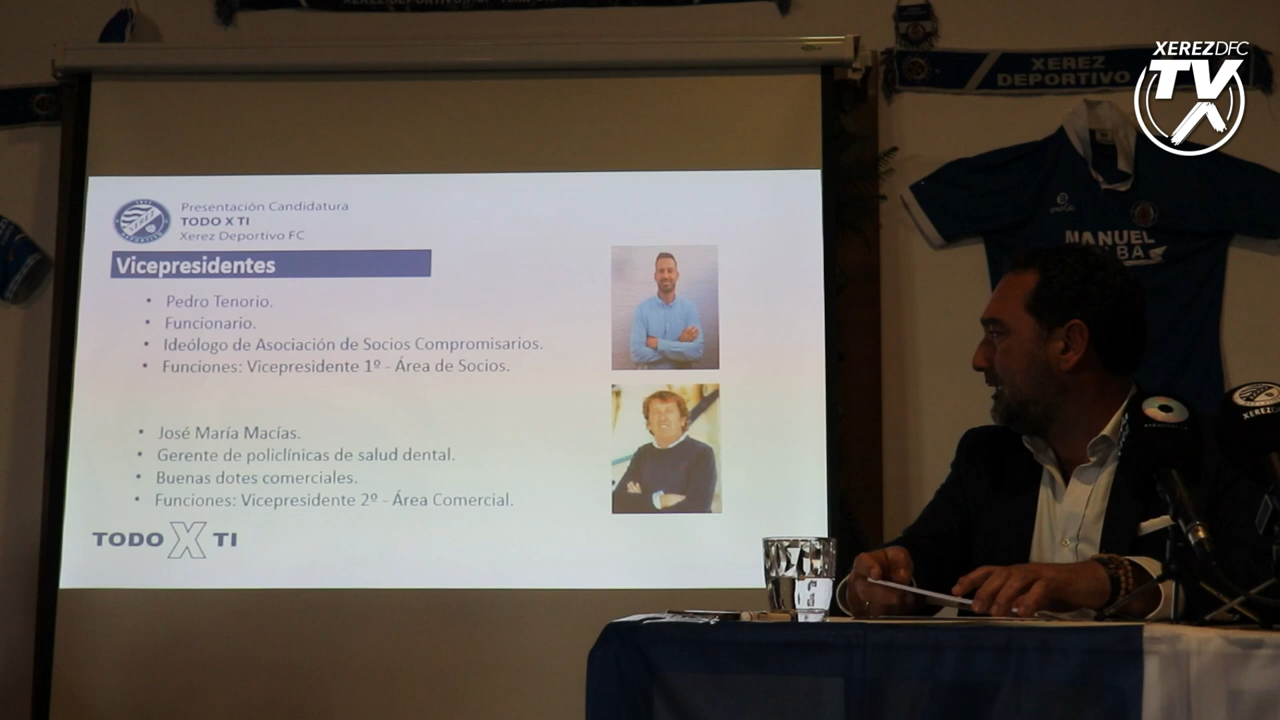 XEREZDFC
TV
X
XEREZ
DEPORTIVO
Presentación Candidatura
TODO X TI
Xerez Deportivo FC
Vicepresidentes
• Pedro Tenorio.
• Funcionario.
• Ideólogo de Asociación de Socios Compromisarios.
• Funciones: Vicepresidente 1º - Área de Socios.
• José María Macías.
• Gerente de policlínicas de salud dental.
• Buenas dotes comerciales.
• Funciones: Vicepresidente 2º - Área Comercial.
TODO X TI
MANUEL